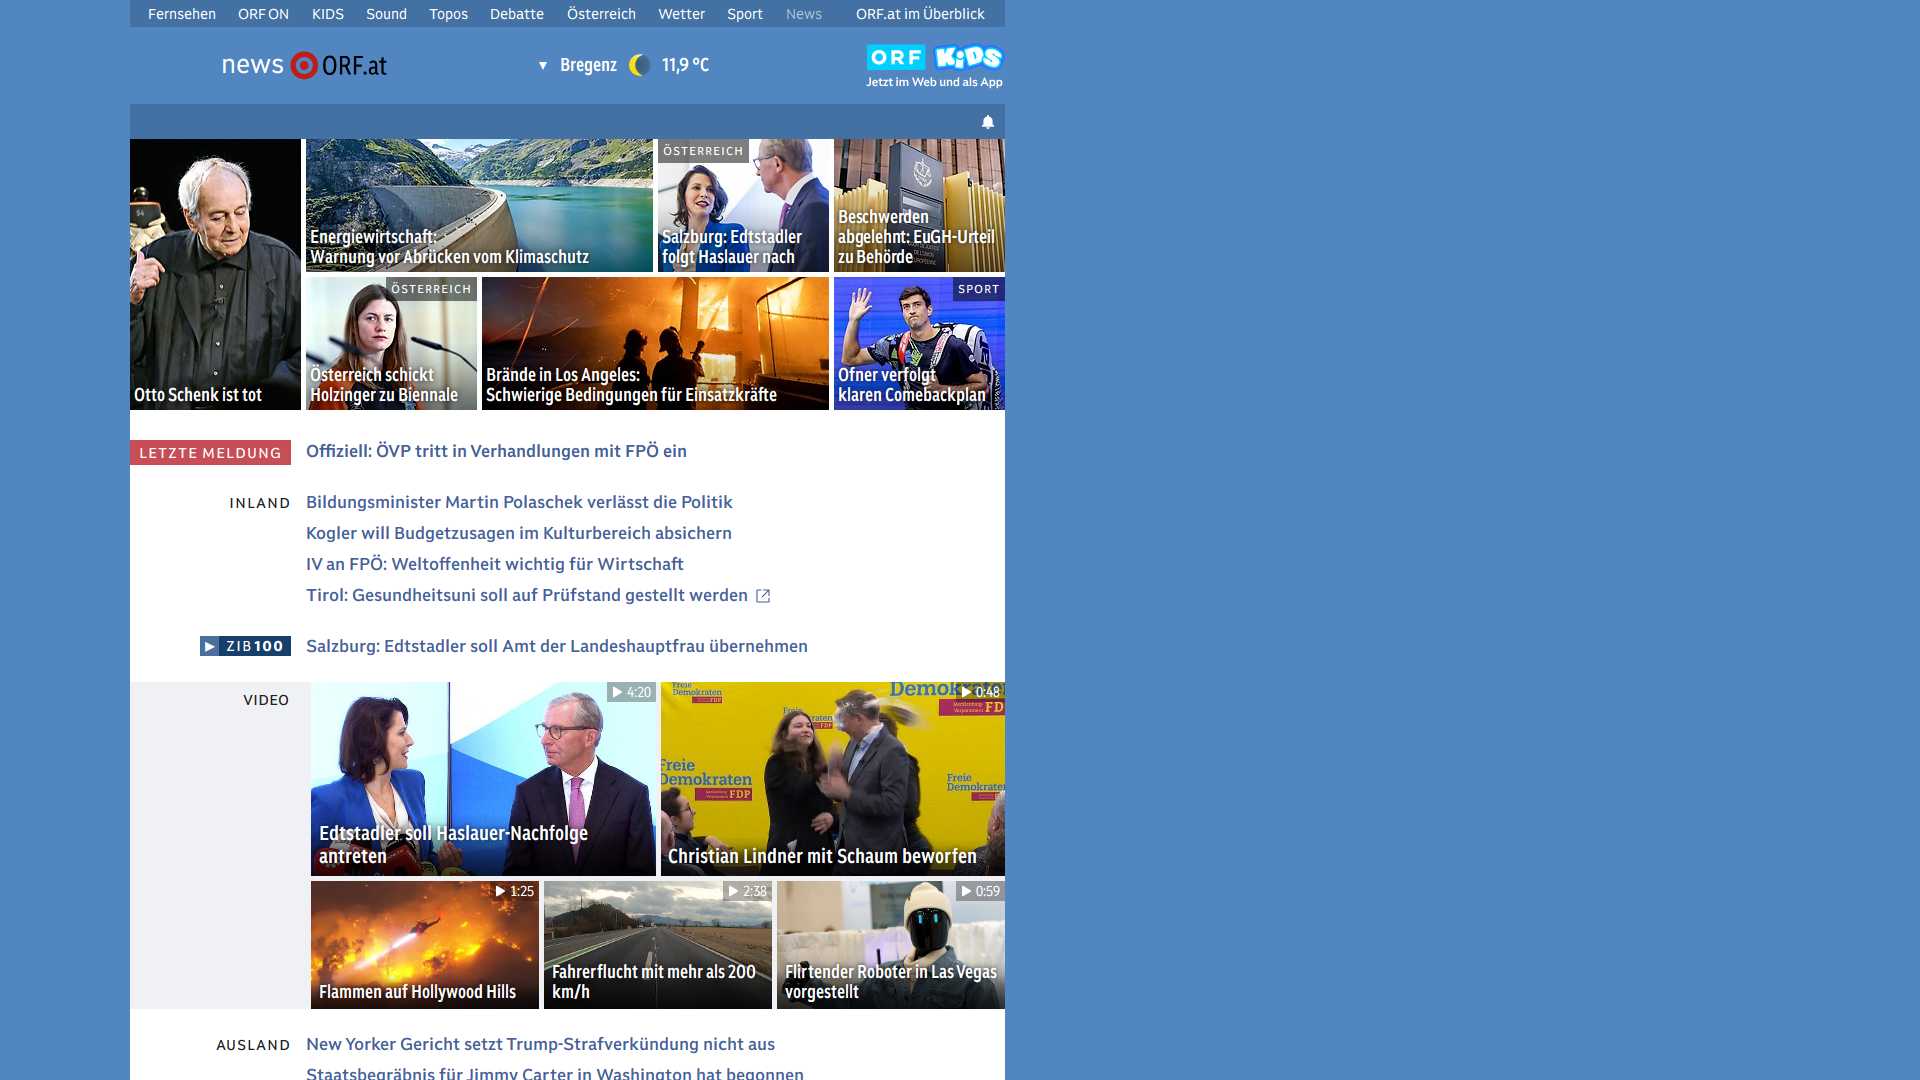 Fernsehen ORF ON KIDS Sound Topos Debatte Österreich Wetter Sport News ORF.at im Überblick
news ORF.at
Bregenz 11,9 °C
ORF KiDS
Jetzt im Web und als App
Otto Schenk ist tot
Energiewirtschaft:
Warnung vor Abrücken vom Klimaschutz
ÖSTERREICH
Salzburg: Edtstadler
folgt Haslauer nach
Beschwerden
abgelehnt: EuGH-Urteil
zu Behörde
ÖSTERREICH
Österreich schickt
Holzinger zu Biennale
Brände in Los Angeles:
Schwierige Bedingungen für Einsatzkräfte
SPORT
Ofner verfolgt
klaren Comebackplan
LETZTE MELDUNG
Offiziell: ÖVP tritt in Verhandlungen mit FPÖ ein
INLAND
Bildungsminister Martin Polaschek verlässt die Politik
Kogler will Budgetzusagen im Kulturbereich absichern
IV an FPÖ: Weltoffenheit wichtig für Wirtschaft
Tirol: Gesundheitsuni soll auf Prüfstand gestellt werden
ZIB100
Salzburg: Edtstadler soll Amt der Landeshauptfrau übernehmen
VIDEO
4:20
Edtstadler soll Haslauer-Nachfolge
antreten
0:48
Freie
Demokraten
FDP
Freie
Demokraten
Christian Lindner mit Schaum beworfen
1:25
Flammen auf Hollywood Hills
2:38
Fahrerflucht mit mehr als 200
km/h
0:59
Flirtender Roboter in Las Vegas
vorgestellt
AUSLAND
New Yorker Gericht setzt Trump-Strafverkündung nicht aus
Staatsbegräbnis für Jimmy Carter in Washington hat begonnen